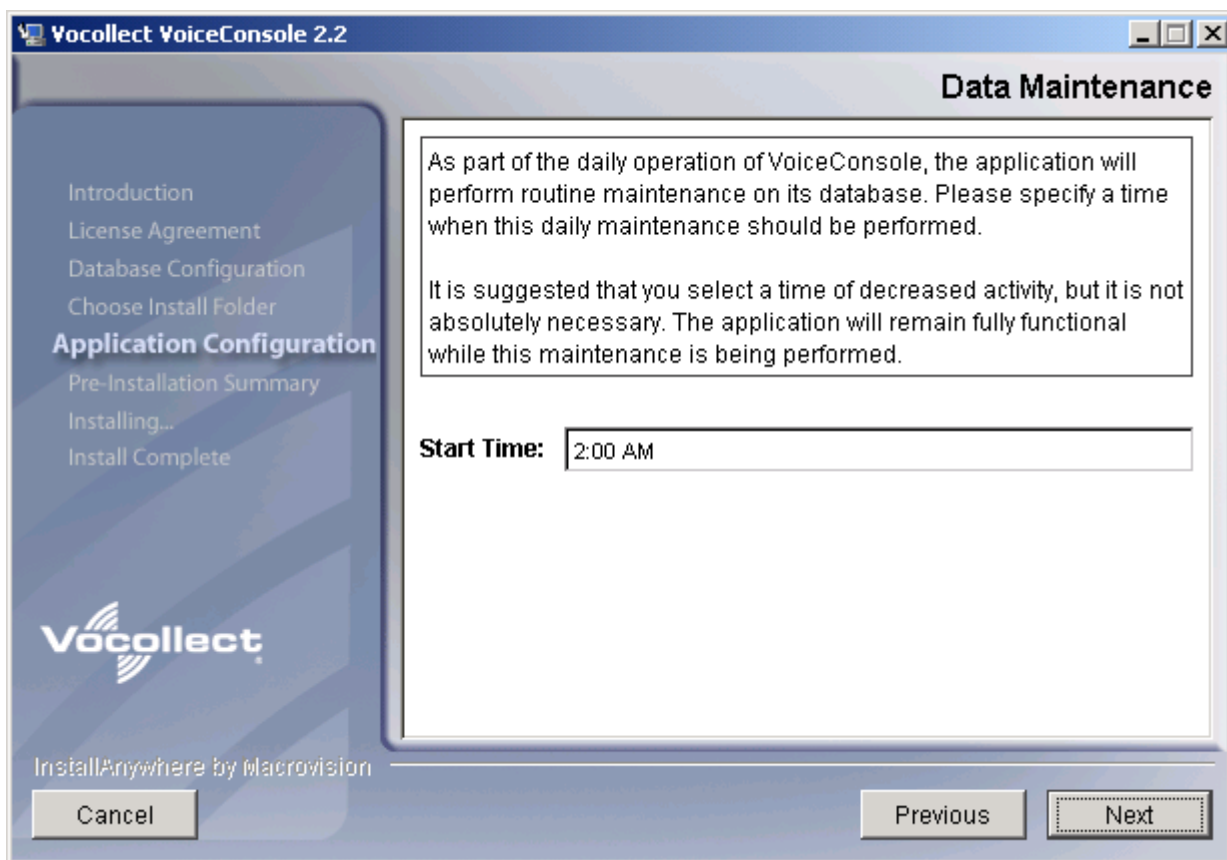 Vocollect VoiceConsole 2.2
Data Maintenance
Introduction
License Agreement
Database Configuration
Choose Install Folder
Application Configuration
Pre-Installation Summary
Installing...
Install Complete
As part of the daily operation of VoiceConsole, the application will
perform routine maintenance on its database. Please specify a time
when this daily maintenance should be performed.
It is suggested that you select a time of decreased activity, but it is not
absolutely necessary. The application will remain fully functional
while this maintenance is being performed.
Start Time: 2:00 AM
Vocollect®
InstallAnywhere by Macrovision
Cancel Previous Next